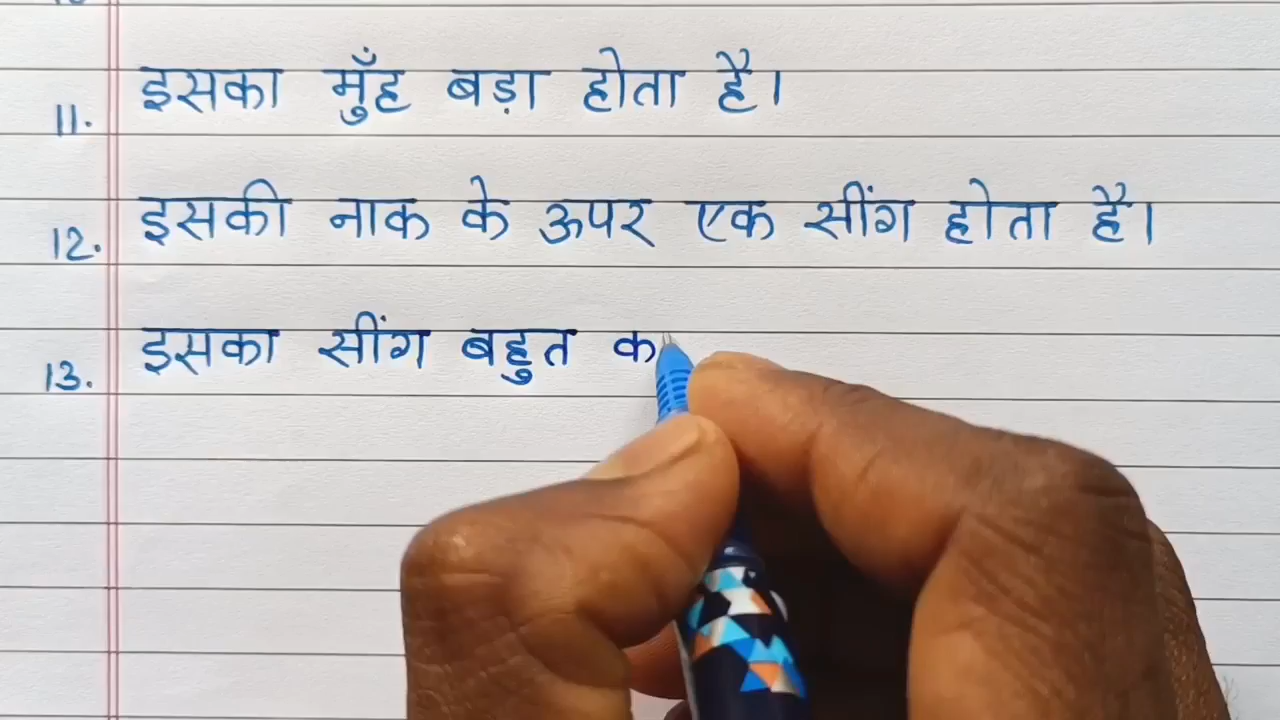 11. इसका मुँह बड़ा होता है।
12. इसकी नाक के ऊपर एक सींग होता है।
13. इसका सींग बहुत क